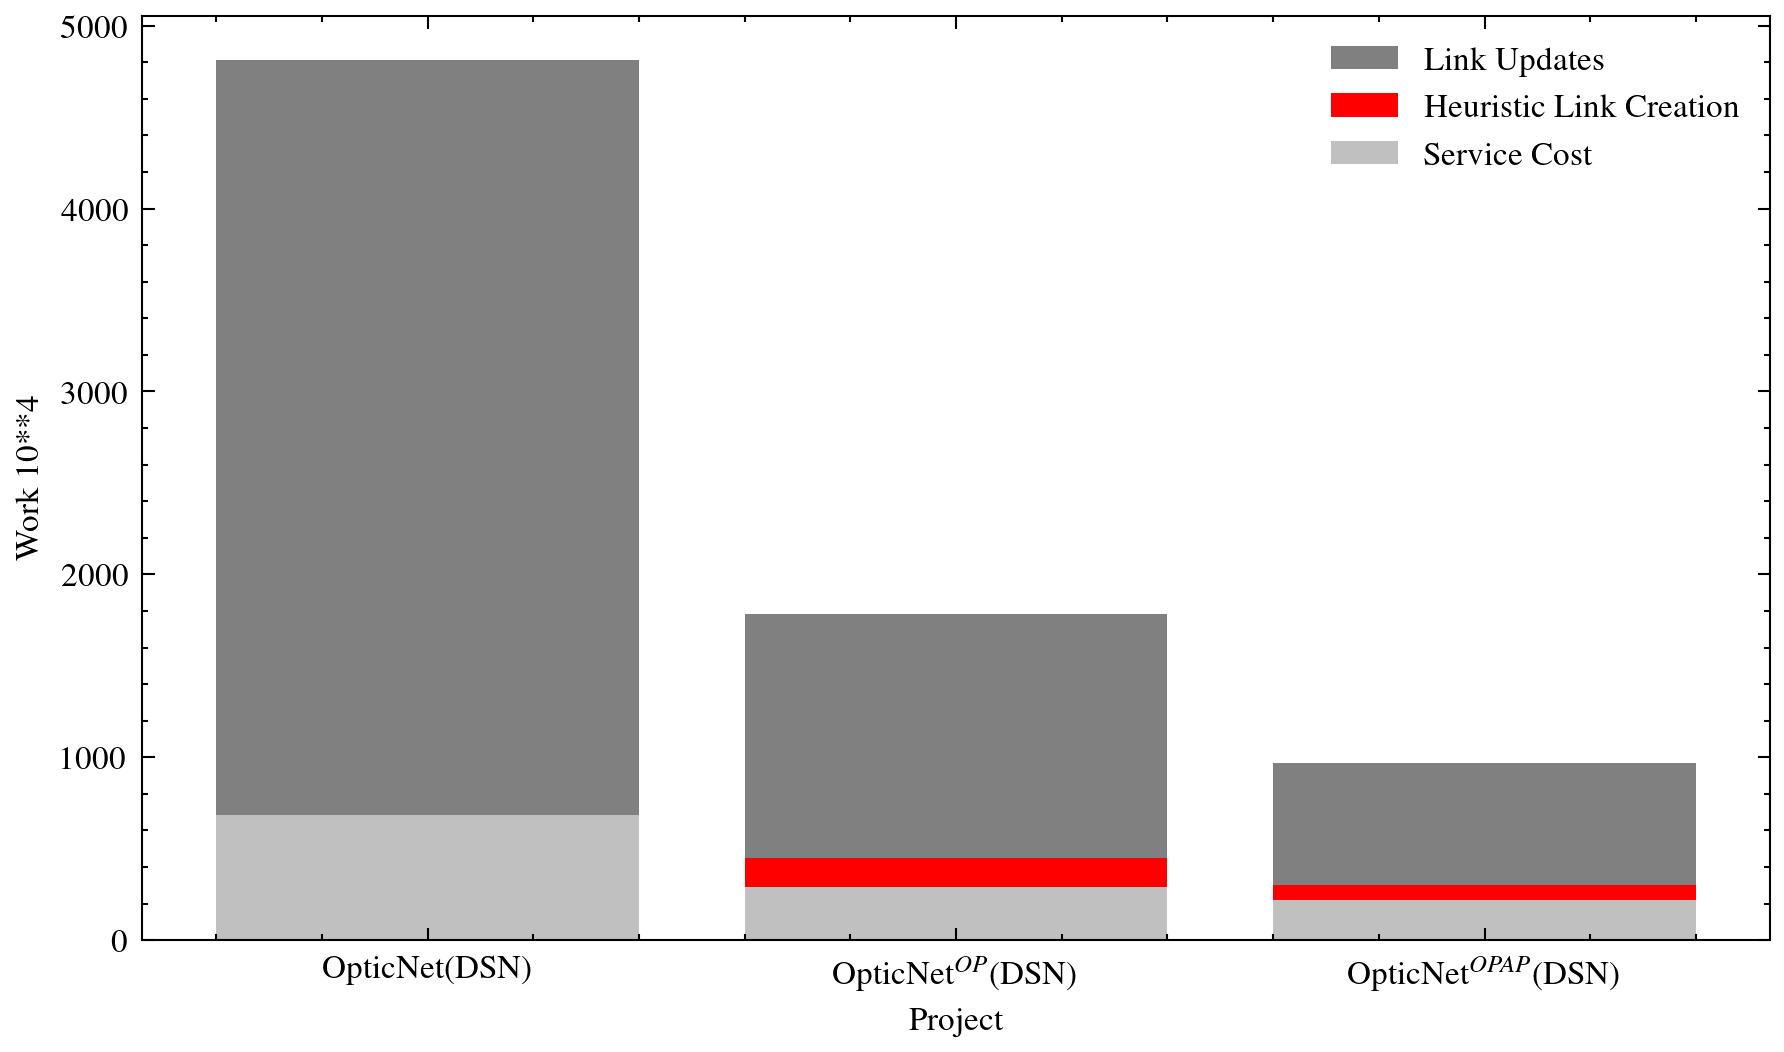 5000
4000
3000
2000
1000
0
Work 10**4
Link Updates
Heuristic Link Creation
Service Cost
OpticNet(DSN)
OpticNet^OP(DSN)
OpticNet^OPAP(DSN)
Project